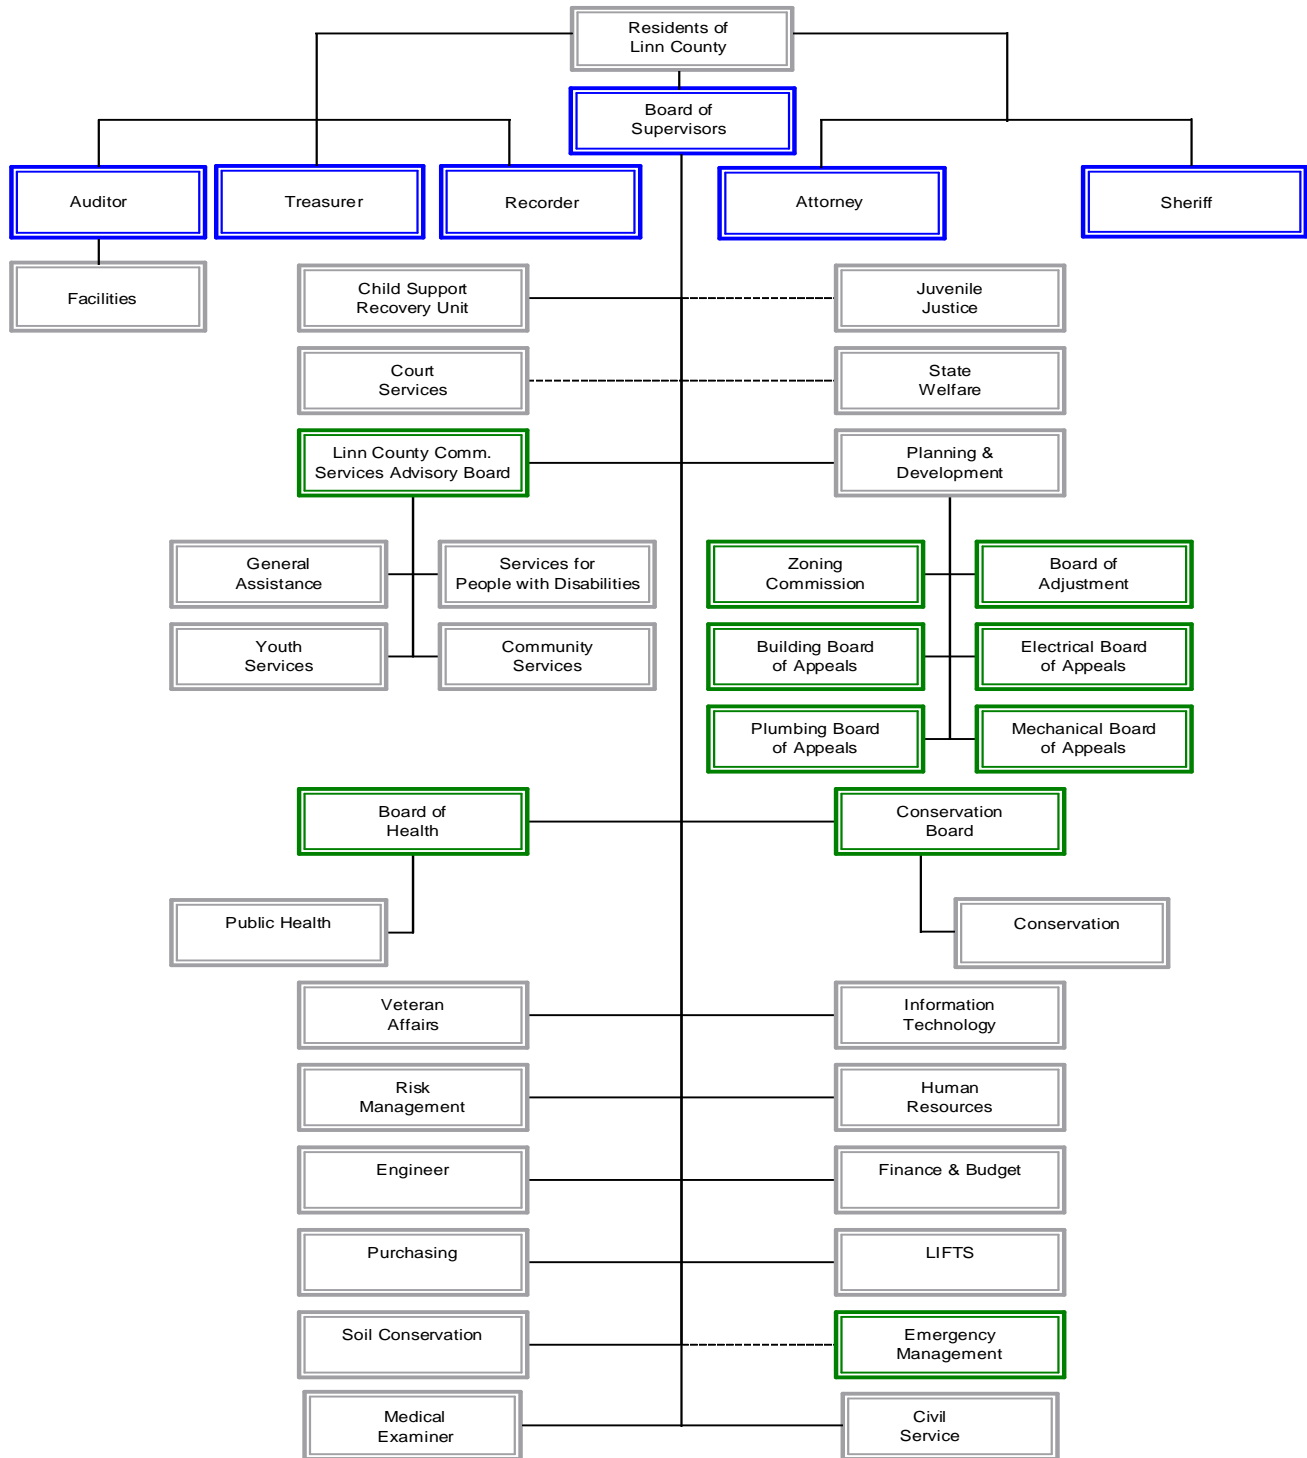 Residents of
Linn County
Board of
Supervisors
Auditor
Treasurer
Recorder
Attorney
Sheriff
Facilities
Child Support
Recovery Unit
Juvenile
Justice
Court
Services
State
Welfare
Linn County Comm.
Services Advisory Board
Planning &
Development
General
Assistance
Services for
People with Disabilities
Zoning
Commission
Board of
Adjustment
Youth
Services
Community
Services
Building Board
of Appeals
Electrical Board
of Appeals
Plumbing Board
of Appeals
Mechanical Board
of Appeals
Board of
Health
Conservation
Board
Public Health
Conservation
Veteran
Affairs
Information
Technology
Risk
Management
Human
Resources
Engineer
Finance & Budget
Purchasing
LIFTS
Soil Conservation
Emergency
Management
Medical
Examiner
Civil
Service